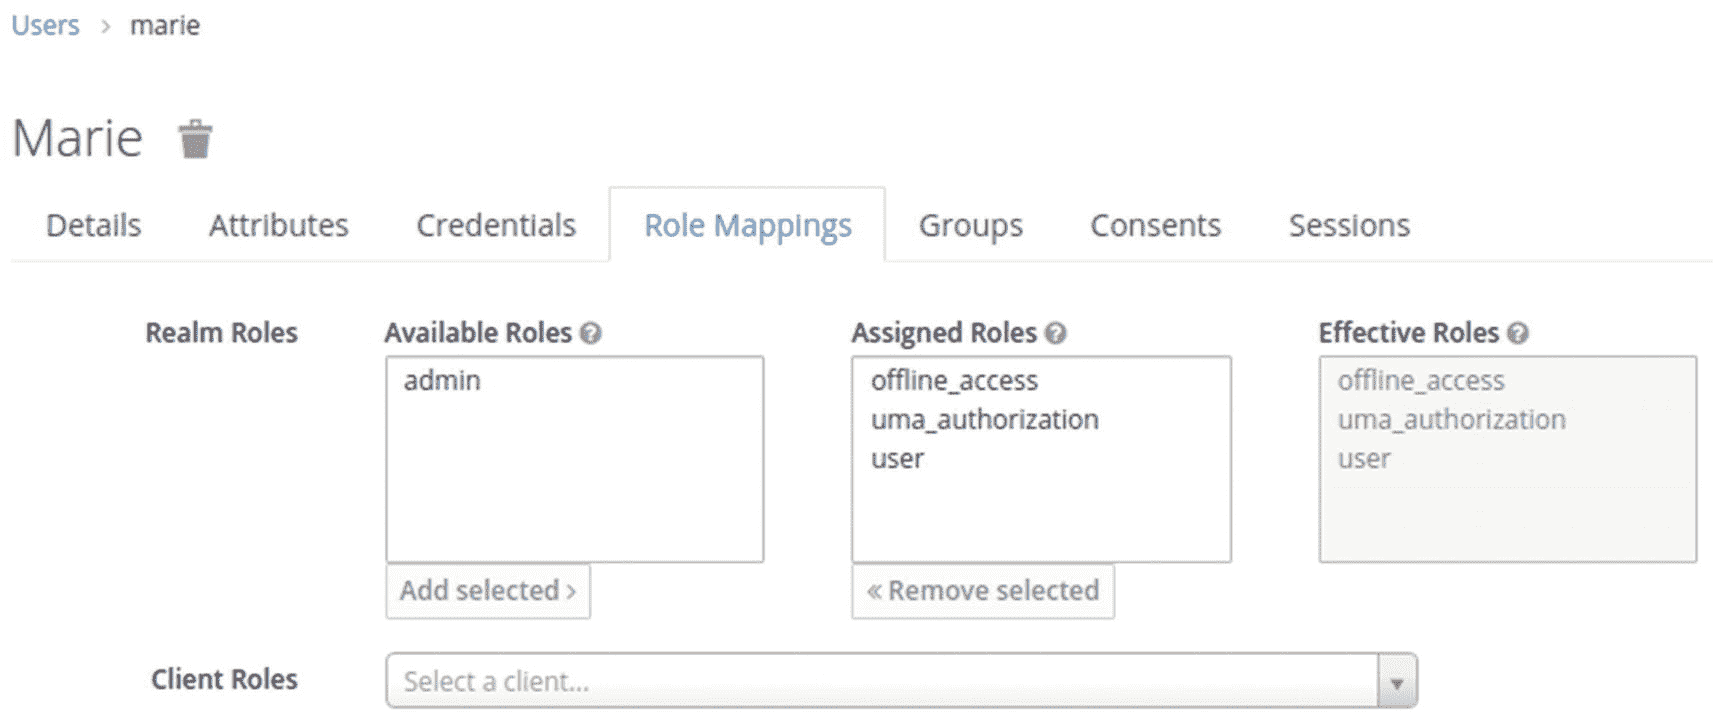 Users > marie
Marie
Details Attributes Credentials Role Mappings Groups Consents Sessions
Realm Roles Available Roles ? Assigned Roles ? Effective Roles ?
admin offline_access offline_access
uma_authorization uma_authorization
user user
Add selected > « Remove selected
Client Roles Select a client...